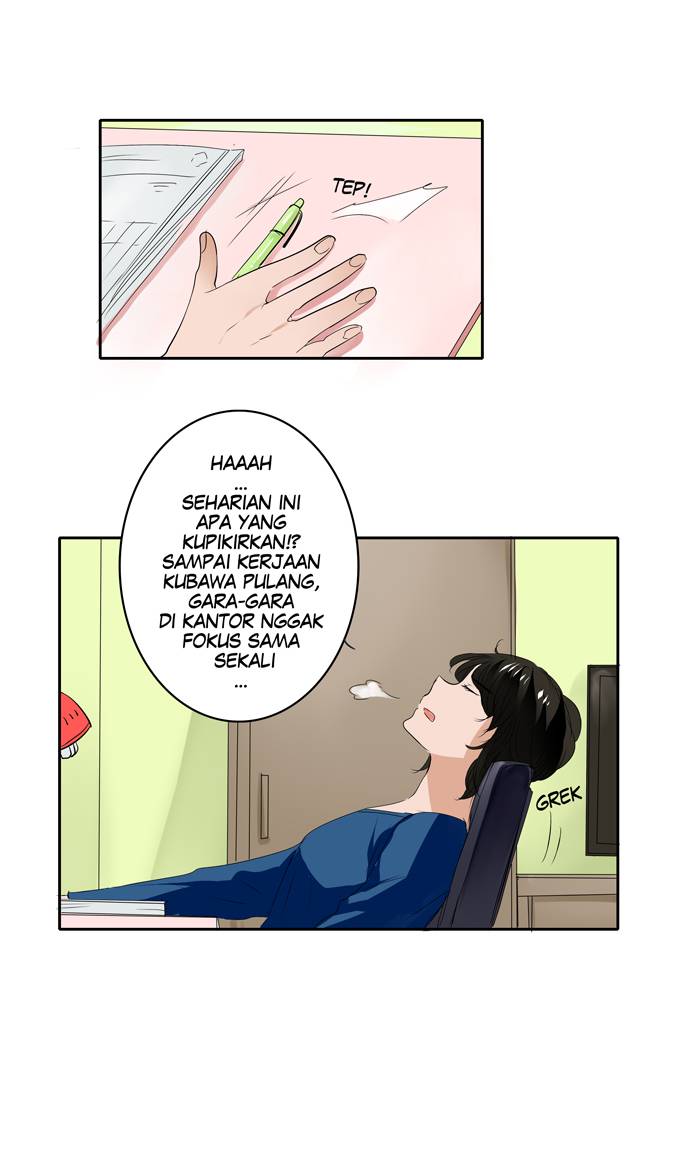 TEP!
HAAAH
...
SEHARIAN INI
APA YANG
KUPIKIRKAN!?
SAMPAI KERJAAN
KUBAWA PULANG,
GARA-GARA
DI KANTOR NGGAK
FOKUS SAMA
SEKALI
...
GREK